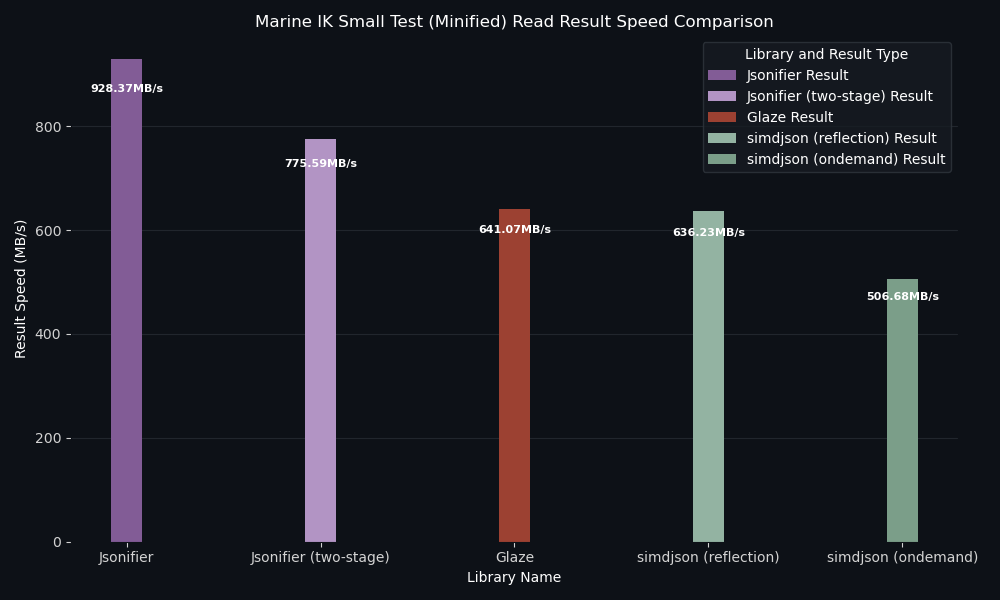 Marine IK Small Test (Minified) Read Result Speed Comparison
Library and Result Type
Jsonifier Result
Jsonifier (two-stage) Result
Glaze Result
simdjson (reflection) Result
simdjson (ondemand) Result
928.37MB/s
775.59MB/s
641.07MB/s
636.23MB/s
506.68MB/s
Result Speed (MB/s)
800
600
400
200
0
Jsonifier
Jsonifier (two-stage)
Glaze
simdjson (reflection)
simdjson (ondemand)
Library Name